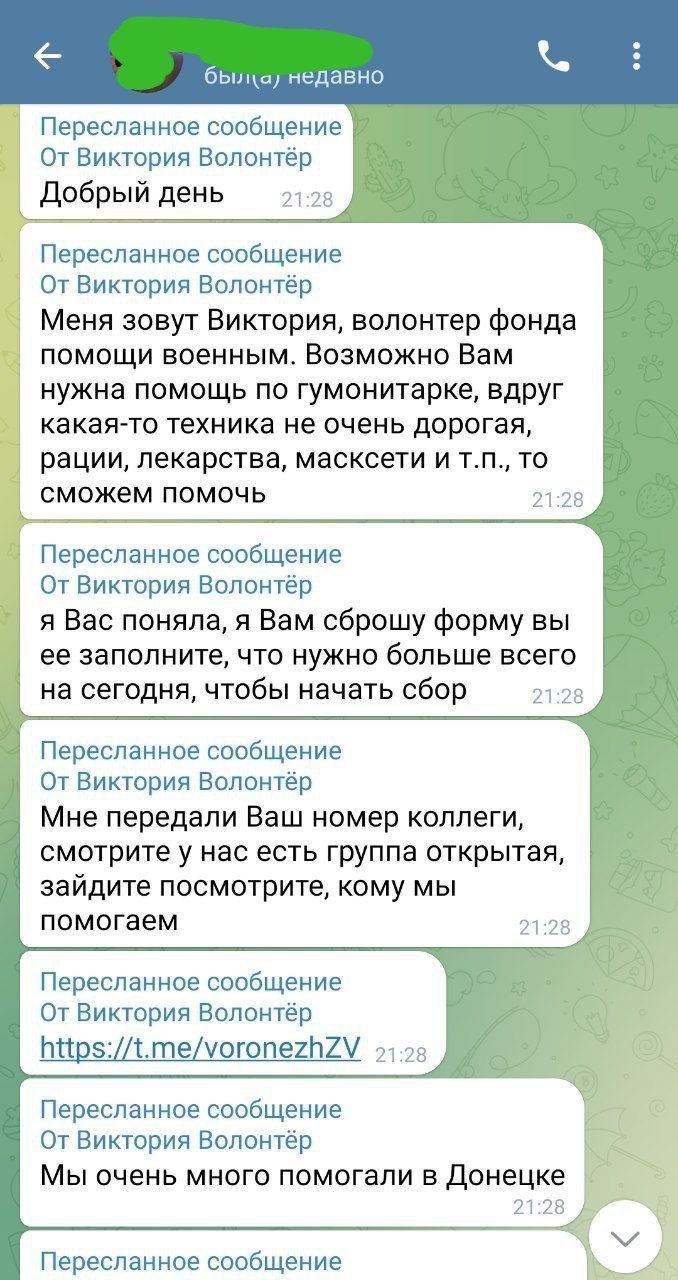 был(а) недавно
Пересланное сообщение
От Виктория Волонтёр
Добрый день 21:28
Пересланное сообщение
От Виктория Волонтёр
Меня зовут Виктория, волонтер фонда
помощи военным. Возможно Вам
нужна помощь по гумонитарке, вдруг
какая-то техника не очень дорогая,
рации, лекарства, масксети и т.п., то
сможем помочь 21:28
Пересланное сообщение
От Виктория Волонтёр
я Вас поняла, я Вам сброшу форму вы
ее заполните, что нужно больше всего
на сегодня, чтобы начать сбор 21:28
Пересланное сообщение
От Виктория Волонтёр
Мне передали Ваш номер коллеги,
смотрите у нас есть группа открытая,
зайдите посмотрите, кому мы
помогаем 21:28
Пересланное сообщение
От Виктория Волонтёр
https://t.me/voronezhZV 21:28
Пересланное сообщение
От Виктория Волонтёр
Мы очень много помогали в Донецке
21:28
Пересланное сообщение